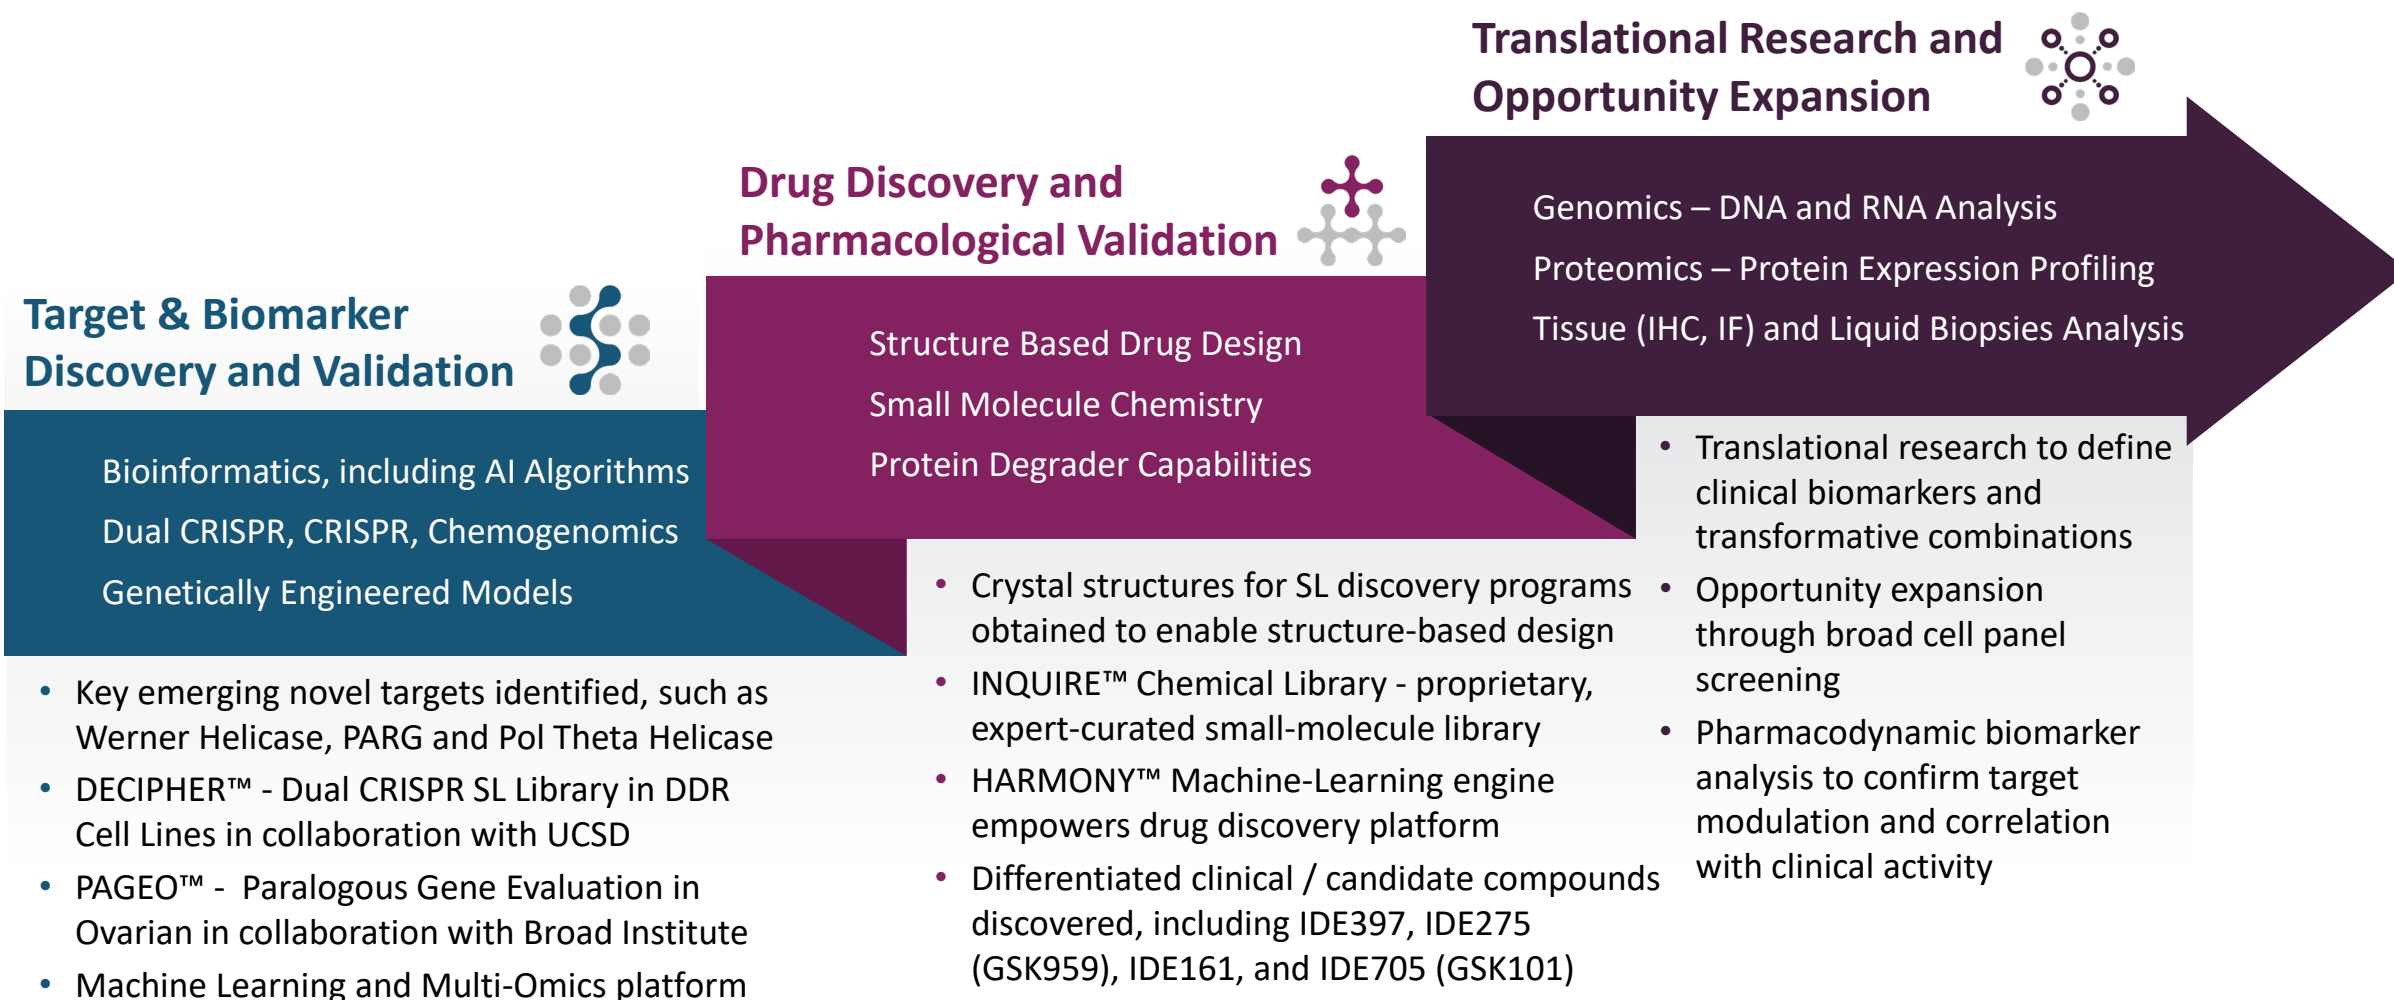 Target & Biomarker
Discovery and Validation
Bioinformatics, including AI Algorithms
Dual CRISPR, CRISPR, Chemogenomics
Genetically Engineered Models
• Key emerging novel targets identified, such as
Werner Helicase, PARG and Pol Theta Helicase
• DECIPHER™ - Dual CRISPR SL Library in DDR
Cell Lines in collaboration with UCSD
• PAGEO™ - Paralogous Gene Evaluation in
Ovarian in collaboration with Broad Institute
• Machine Learning and Multi-Omics platform
Drug Discovery and
Pharmacological Validation
Structure Based Drug Design
Small Molecule Chemistry
Protein Degrader Capabilities
• Crystal structures for SL discovery programs
obtained to enable structure-based design
• INQUIRE™ Chemical Library - proprietary,
expert-curated small-molecule library
• HARMONY™ Machine-Learning engine
empowers drug discovery platform
• Differentiated clinical / candidate compounds
discovered, including IDE397, IDE275
(GSK959), IDE161, and IDE705 (GSK101)
Translational Research and
Opportunity Expansion
Genomics – DNA and RNA Analysis
Proteomics – Protein Expression Profiling
Tissue (IHC, IF) and Liquid Biopsies Analysis
• Translational research to define
clinical biomarkers and
transformative combinations
• Opportunity expansion
through broad cell panel
screening
• Pharmacodynamic biomarker
analysis to confirm target
modulation and correlation
with clinical activity